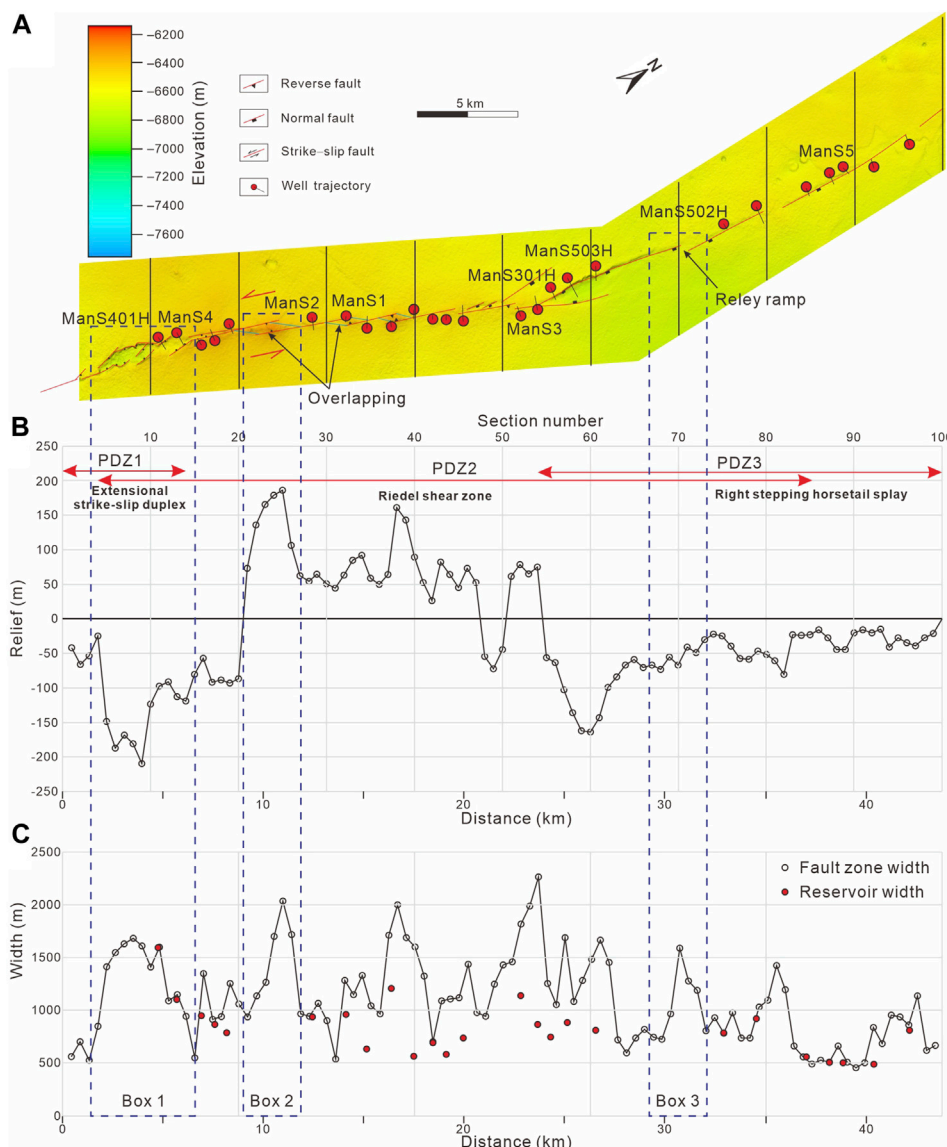 A
−6200
−6400
−6600
−6800
−7000
−7200
−7400
−7600
Elevation (m)
Reverse fault
Normal fault
Strike–slip fault
Well trajectory
5 km
N
ManS401H
ManS4
ManS2
ManS1
ManS301H
ManS503H
ManS3
ManS502H
ManS5
Overlapping
Reley ramp
B
Section number
10 20 30 40 50 60 70 80 90 100
250
200
150
100
50
0
-50
-100
-150
-200
-250
Relief (m)
PDZ1
PDZ2
PDZ3
Extensional
strike-slip duplex
Riedel shear zone
Right stepping horsetail splay
0 10 20 30 40
Distance (km)
C
2500
2000
1500
1000
500
0
Width (m)
Fault zone width
Reservoir width
Box 1
Box 2
Box 3
0 10 20 30 40
Distance (km)